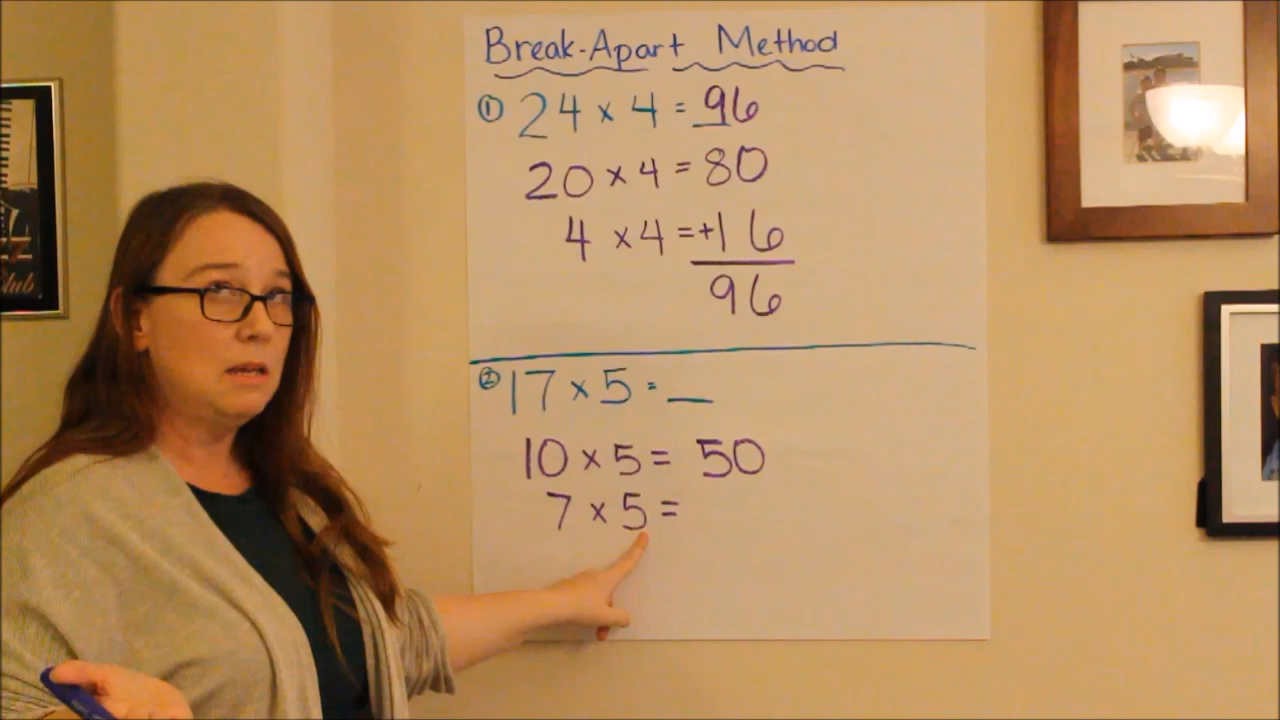 Break-Apart Method
① 24 × 4 = 96
20 × 4 = 80
4 × 4 = +16
96
② 17 × 5 = __
10 × 5 = 50
7 × 5 =
Club